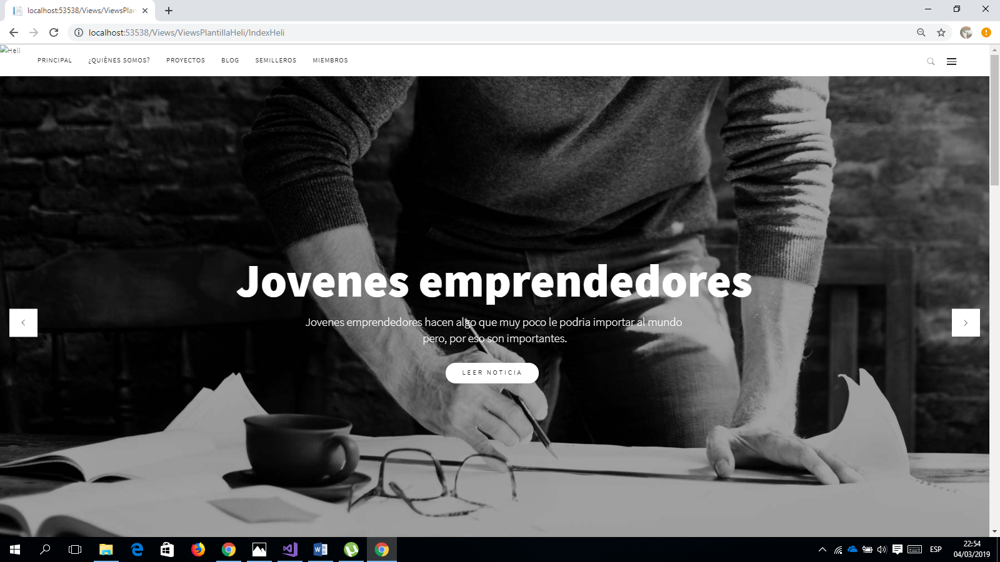 localhost:53538/Views/ViewsPlan
localhost:53538/Views/ViewsPlantillaHeli/IndexHeli
Heli
PRINCIPAL ¿QUIÈNES SOMOS? PROYECTOS BLOG SEMILLEROS MIEMBROS
Jovenes emprendedores
Jovenes emprendedores hacen algo que muy poco le podria importar al mundo
pero, por eso son importantes.
LEER NOTICIA
ESP
22:54
04/03/2019